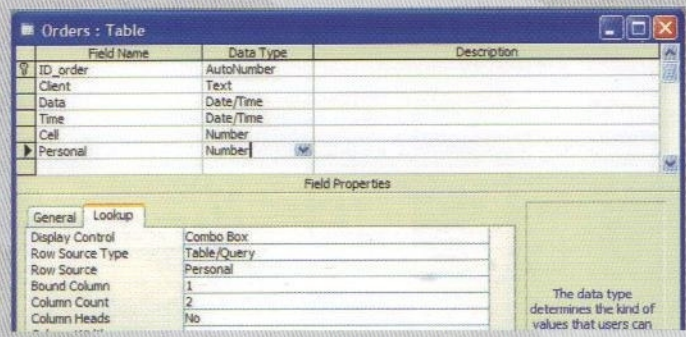 Orders : Table
Field Name Data Type Description
ID_order AutoNumber
Client Text
Data Date/Time
Time Date/Time
Cell Number
Personal Number
Field Properties
General Lookup
Display Control Combo Box
Row Source Type Table/Query
Row Source Personal
Bound Column 1
Column Count 2
Column Heads No
The data type
determines the kind of
values that users can